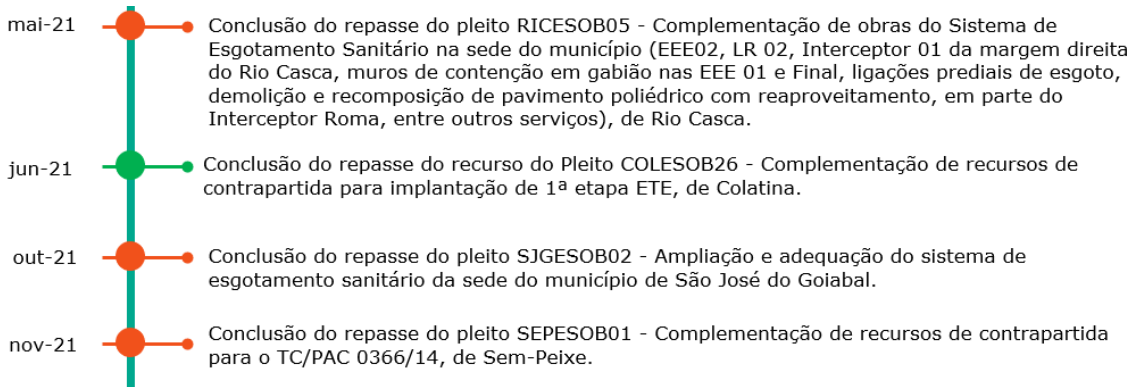 mai-21
Conclusão do repasse do pleito RICESOB05 - Complementação de obras do Sistema de
Esgotamento Sanitário na sede do município (EEE02, LR 02, Interceptor 01 da margem direita
do Rio Casca, muros de contenção em gabião nas EEE 01 e Final, ligações prediais de esgoto,
demolição e recomposição de pavimento poliédrico com reaproveitamento, em parte do
Interceptor Roma, entre outros serviços), de Rio Casca.
jun-21
Conclusão do repasse do recurso do Pleito COLESOB26 - Complementação de recursos de
contrapartida para implantação de 1ª etapa ETE, de Colatina.
out-21
Conclusão do repasse do pleito SJGESOB02 - Ampliação e adequação do sistema de
esgotamento sanitário da sede do município de São José do Goiabal.
nov-21
Conclusão do repasse do pleito SEPESOB01 - Complementação de recursos de contrapartida
para o TC/PAC 0366/14, de Sem-Peixe.